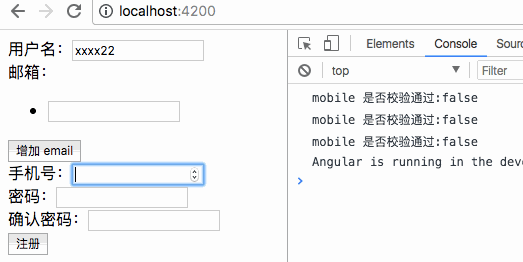 localhost:4200
用户名: xxxx22
邮箱:
增加 email
手机号:
密码:
确认密码:
注册
Elements Console Sour
top Filter
mobile 是否校验通过:false
mobile 是否校验通过:false
mobile 是否校验通过:false
Angular is running in the deve